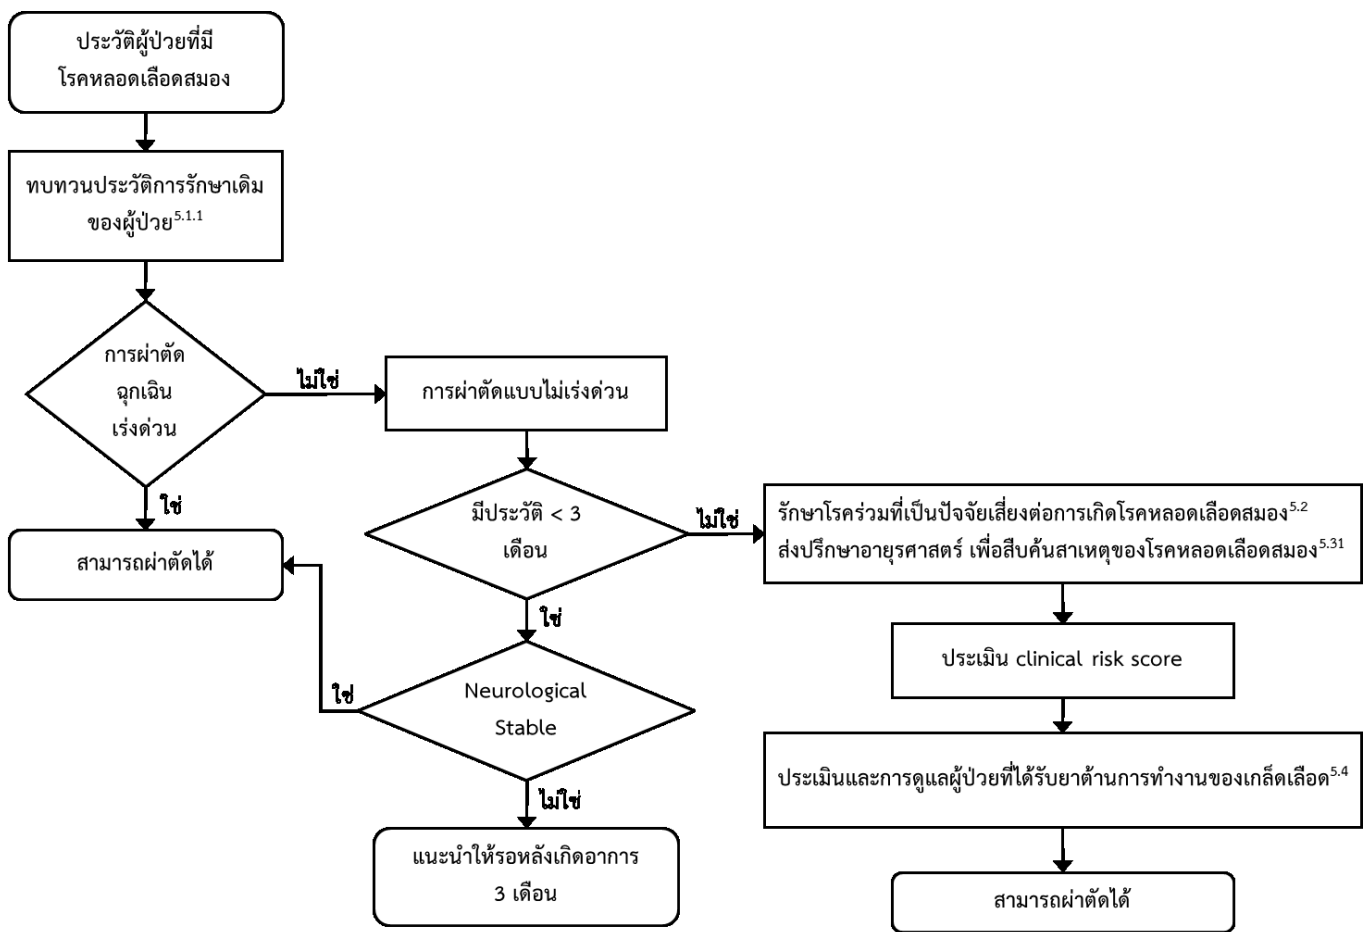 ประวัติผู้ป่วยที่มี
โรคหลอดเลือดสมอง
ทบทวนประวัติการรักษาเดิม
ของผู้ป่วย5.1.1
การผ่าตัด
ฉุกเฉิน
เร่งด่วน
ไม่ใช่
การผ่าตัดแบบไม่เร่งด่วน
ใช่
สามารถผ่าตัดได้
มีประวัติ < 3
เดือน
ไม่ใช่
รักษาโรคร่วมที่เป็นปัจจัยเสี่ยงต่อการเกิดโรคหลอดเลือดสมอง5.2
ส่งปรึกษาอายุรศาสตร์ เพื่อสืบค้นสาเหตุของโรคหลอดเลือดสมอง5.31
ใช่
Neurological
Stable
ใช่
ไม่ใช่
แนะนำให้รอหลังเกิดอาการ
3 เดือน
ประเมิน clinical risk score
ประเมินและการดูแลผู้ป่วยที่ได้รับยาต้านการทำงานของเกล็ดเลือด5.4
สามารถผ่าตัดได้